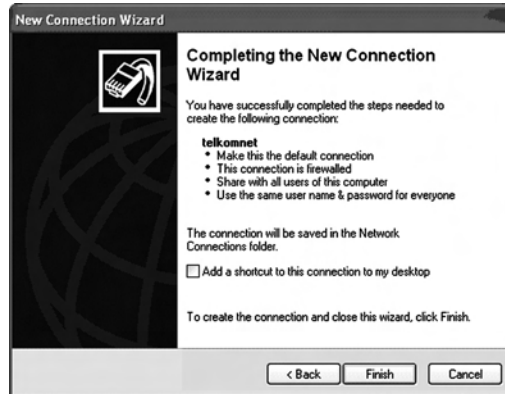 New Connection Wizard
Completing the New Connection
Wizard
You have successfully completed the steps needed to
create the following connection:
telkomnet
• Make this the default connection
• This connection is firewalled
• Share with all users of this computer
• Use the same user name & password for everyone
The connection will be saved in the Network
Connections folder.
Add a shortcut to this connection to my desktop
To create the connection and close this wizard, click Finish.
< Back Finish Cancel